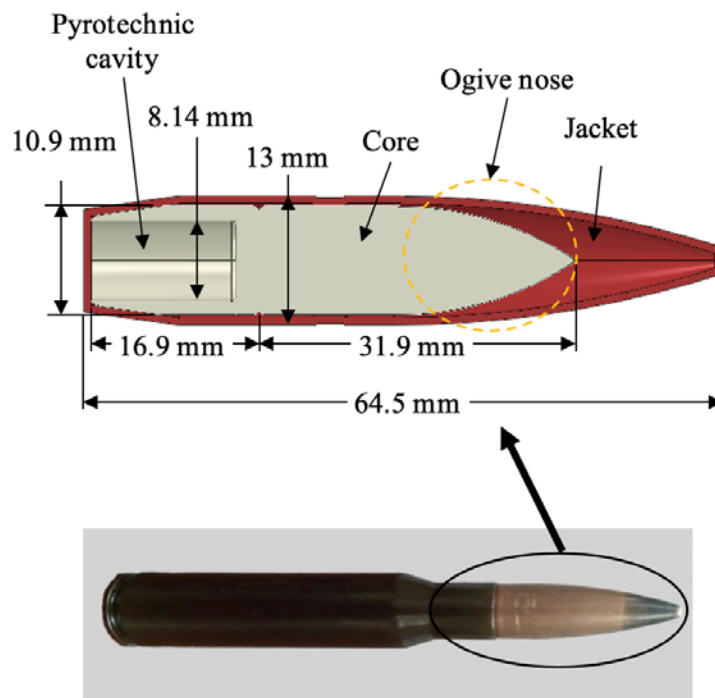 Pyrotechnic
cavity
Ogive nose
8.14 mm
Jacket
10.9 mm
13 mm
Core
16.9 mm
31.9 mm
64.5 mm